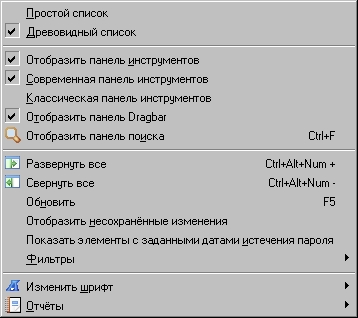 Простой список
Древовидный список
Отобразить панель инструментов
Современная панель инструментов
Классическая панель инструментов
Отобразить панель Dragbar
Отобразить панель поиска Ctrl+F
Развернуть все Ctrl+Alt+Num +
Свернуть все Ctrl+Alt+Num -
Обновить F5
Отобразить несохранённые изменения
Показать элементы с заданными датами истечения пароля
Фильтры
Изменить шрифт
Отчёты